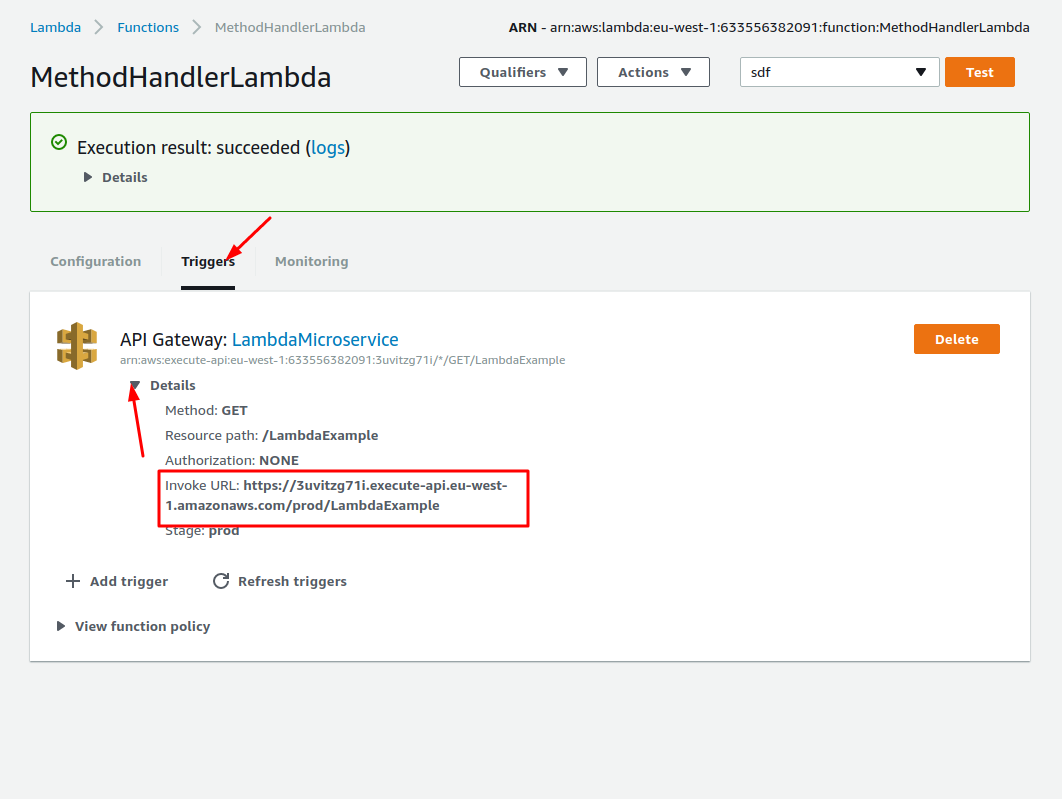 Lambda > Functions > MethodHandlerLambda
ARN - arn:aws:lambda:eu-west-1:633556382091:function:MethodHandlerLambda
MethodHandlerLambda
Qualifiers
Actions
sdf
Test
Execution result: succeeded (logs)
Details
Configuration
Triggers
Monitoring
API Gateway: LambdaMicroservice
arn:aws:execute-api:eu-west-1:633556382091:3uvitzg71i/*/GET/LambdaExample
Delete
Details
Method: GET
Resource path: /LambdaExample
Authorization: NONE
Invoke URL: https://3uvitzg71i.execute-api.eu-west-
1.amazonaws.com/prod/LambdaExample
Stage: prod
Add trigger
Refresh triggers
View function policy